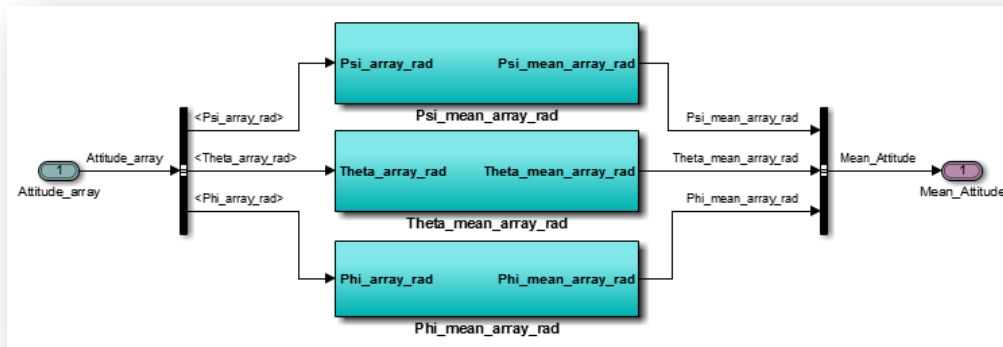 Psi_array_rad Psi_mean_array_rad
Psi_mean_array_rad
<Psi_array_rad> Psi_mean_array_rad
Attitude_array <Theta_array_rad> Theta_array_rad Theta_mean_array_rad Theta_mean_array_rad Mean_Attitude
1 1
Attitude_array Mean_Attitude
<Phi_array_rad> Phi_mean_array_rad
Theta_mean_array_rad
Phi_array_rad Phi_mean_array_rad
Phi_mean_array_rad